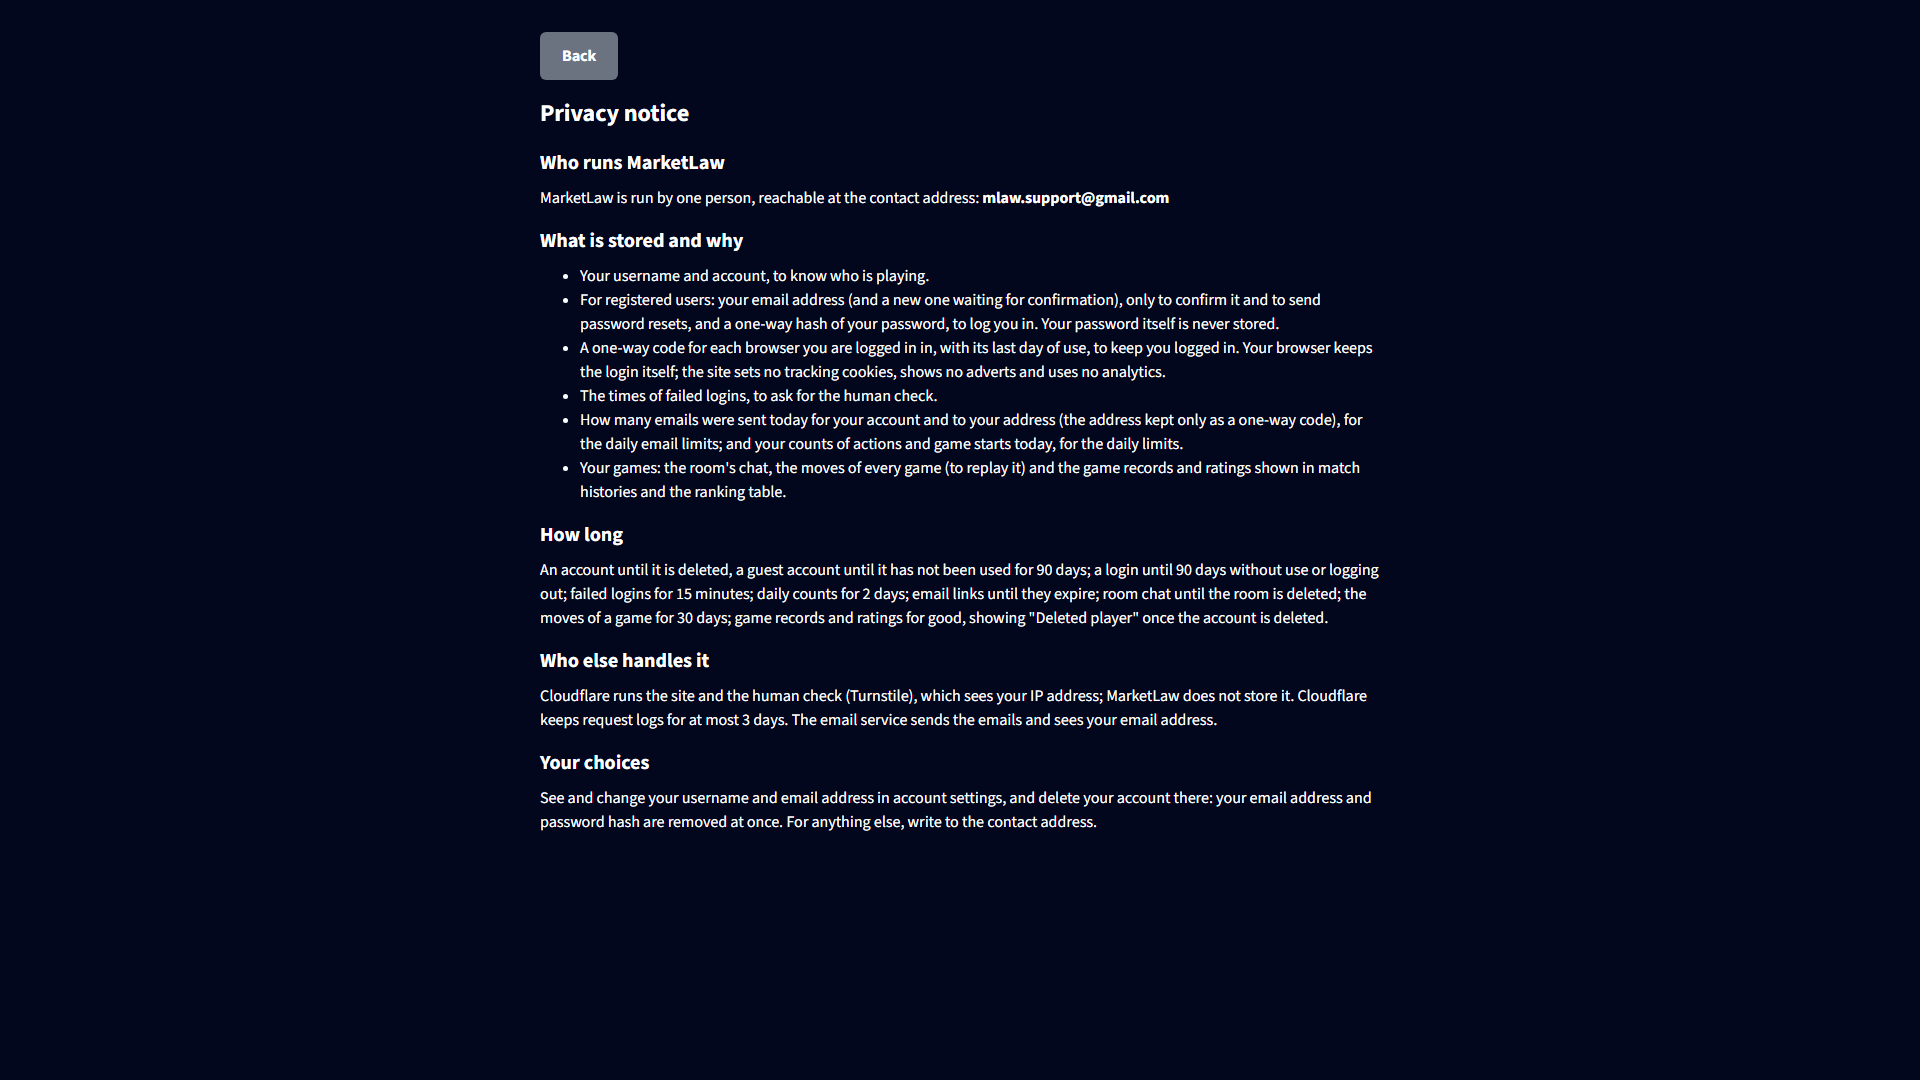 Back
Privacy notice
Who runs MarketLaw
MarketLaw is run by one person, reachable at the contact address: mlaw.support@gmail.com
What is stored and why
• Your username and account, to know who is playing.
• For registered users: your email address (and a new one waiting for confirmation), only to confirm it and to send
password resets, and a one-way hash of your password, to log you in. Your password itself is never stored.
• A one-way code for each browser you are logged in in, with its last day of use, to keep you logged in. Your browser keeps
the login itself; the site sets no tracking cookies, shows no adverts and uses no analytics.
• The times of failed logins, to ask for the human check.
• How many emails were sent today for your account and to your address (the address kept only as a one-way code), for
the daily email limits; and your counts of actions and game starts today, for the daily limits.
• Your games: the room's chat, the moves of every game (to replay it) and the game records and ratings shown in match
histories and the ranking table.
How long
An account until it is deleted, a guest account until it has not been used for 90 days; a login until 90 days without use or logging
out; failed logins for 15 minutes; daily counts for 2 days; email links until they expire; room chat until the room is deleted; the
moves of a game for 30 days; game records and ratings for good, showing "Deleted player" once the account is deleted.
Who else handles it
Cloudflare runs the site and the human check (Turnstile), which sees your IP address; MarketLaw does not store it. Cloudflare
keeps request logs for at most 3 days. The email service sends the emails and sees your email address.
Your choices
See and change your username and email address in account settings, and delete your account there: your email address and
password hash are removed at once. For anything else, write to the contact address.